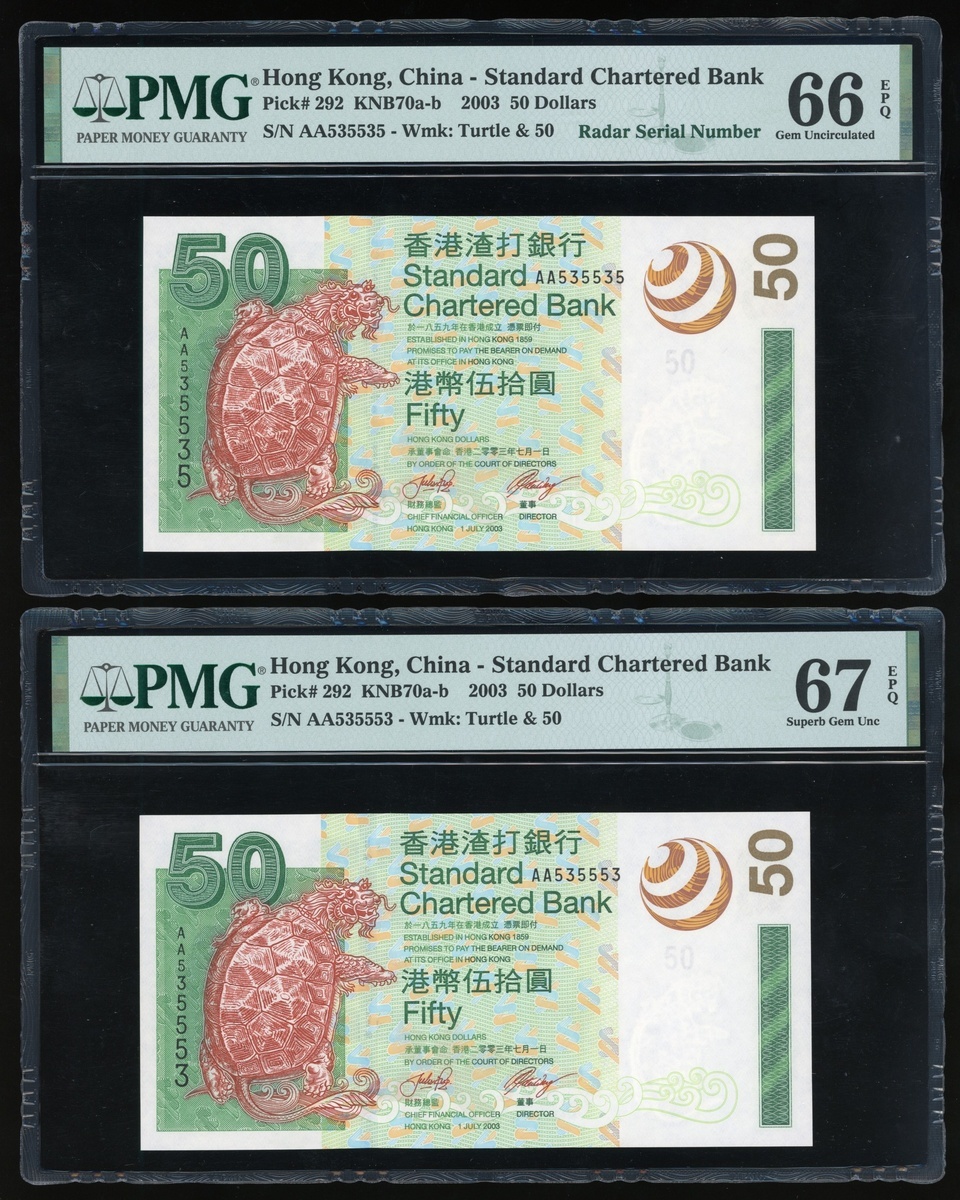 PMG®
PAPER MONEY GUARANTY
Hong Kong, China - Standard Chartered Bank
Pick# 292 KNB70a-b 2003 50 Dollars
S/N AA535535 - Wmk: Turtle & 50 Radar Serial Number
66 EPQ
Gem Uncirculated
50
AA535535
香港渣打銀行
Standard AA535535
Chartered Bank
於一八五九年在香港成立 憑票即付
ESTABLISHED IN HONG KONG 1859
PROMISES TO PAY THE BEARER ON DEMAND
AT ITS OFFICE IN HONG KONG
港幣伍拾圓
Fifty
HONG KONG DOLLARS
承董事會命 香港二零零三年七月一日
BY ORDER OF THE COURT OF DIRECTORS
財務總監 董事
CHIEF FINANCIAL OFFICER DIRECTOR
HONG KONG 1 JULY 2003
50
50
PMG®
PAPER MONEY GUARANTY
Hong Kong, China - Standard Chartered Bank
Pick# 292 KNB70a-b 2003 50 Dollars
S/N AA535553 - Wmk: Turtle & 50
67 EPQ
Superb Gem Unc
50
AA535553
香港渣打銀行
Standard AA535553
Chartered Bank
於一八五九年在香港成立 憑票即付
ESTABLISHED IN HONG KONG 1859
PROMISES TO PAY THE BEARER ON DEMAND
AT ITS OFFICE IN HONG KONG
港幣伍拾圓
Fifty
HONG KONG DOLLARS
承董事會命 香港二零零三年七月一日
BY ORDER OF THE COURT OF DIRECTORS
財務總監 董事
CHIEF FINANCIAL OFFICER DIRECTOR
HONG KONG 1 JULY 2003
50
50